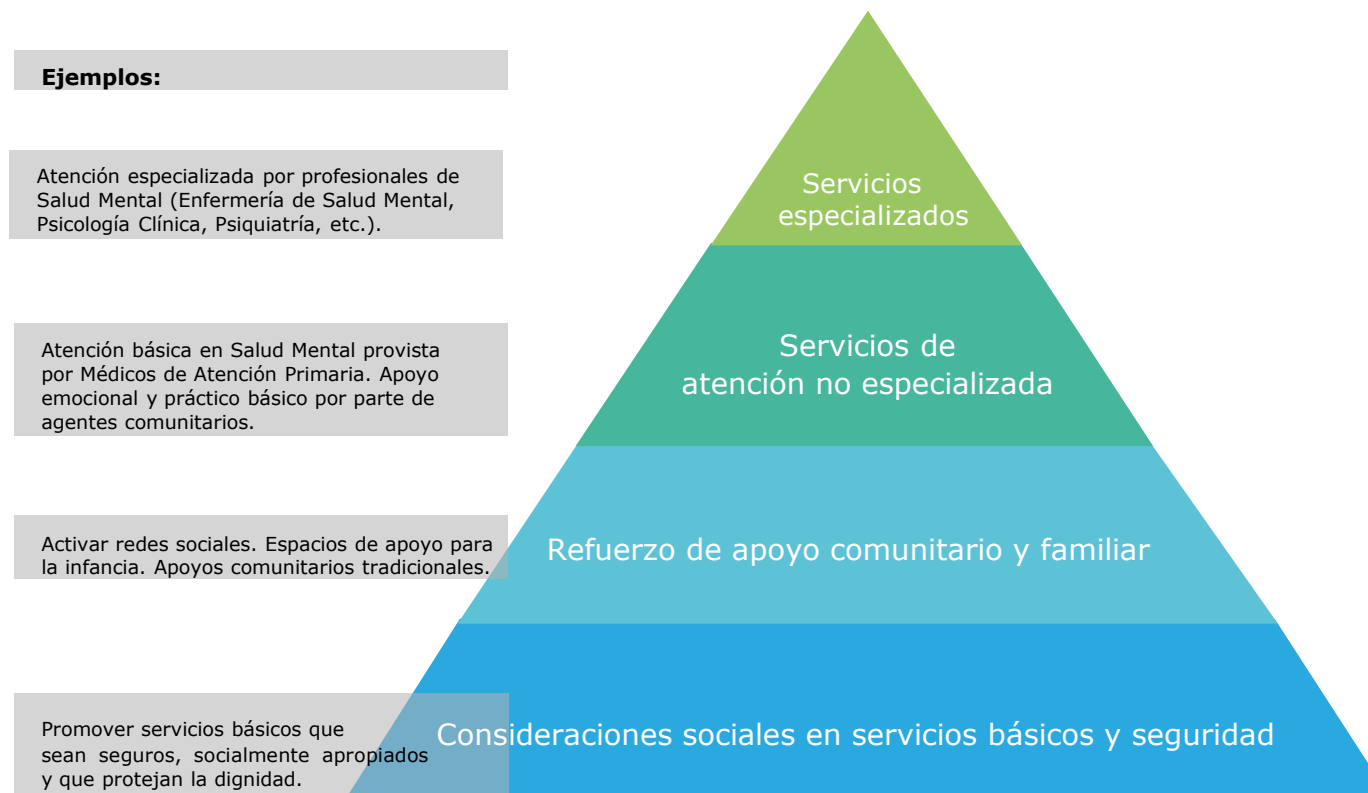 Ejemplos:
Atención especializada por profesionales de
Salud Mental (Enfermería de Salud Mental,
Psicología Clínica, Psiquiatría, etc.).
Servicios
especializados
Atención básica en Salud Mental provista
por Médicos de Atención Primaria. Apoyo
emocional y práctico básico por parte de
agentes comunitarios.
Servicios de
atención no especializada
Activar redes sociales. Espacios de apoyo para
la infancia. Apoyos comunitarios tradicionales.
Refuerzo de apoyo comunitario y familiar
Promover servicios básicos que
sean seguros, socialmente apropiados
y que protejan la dignidad.
Consideraciones sociales en servicios básicos y seguridad